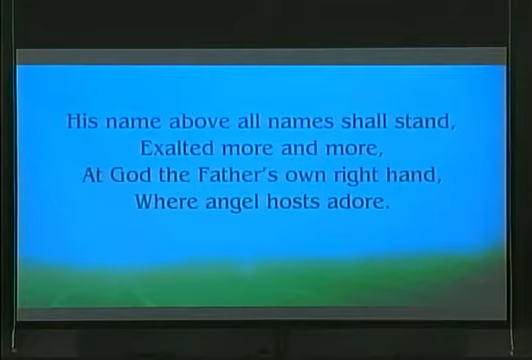 His name above all names shall stand,
Exalted more and more,
At God the Father's own right hand,
Where angel hosts adore.